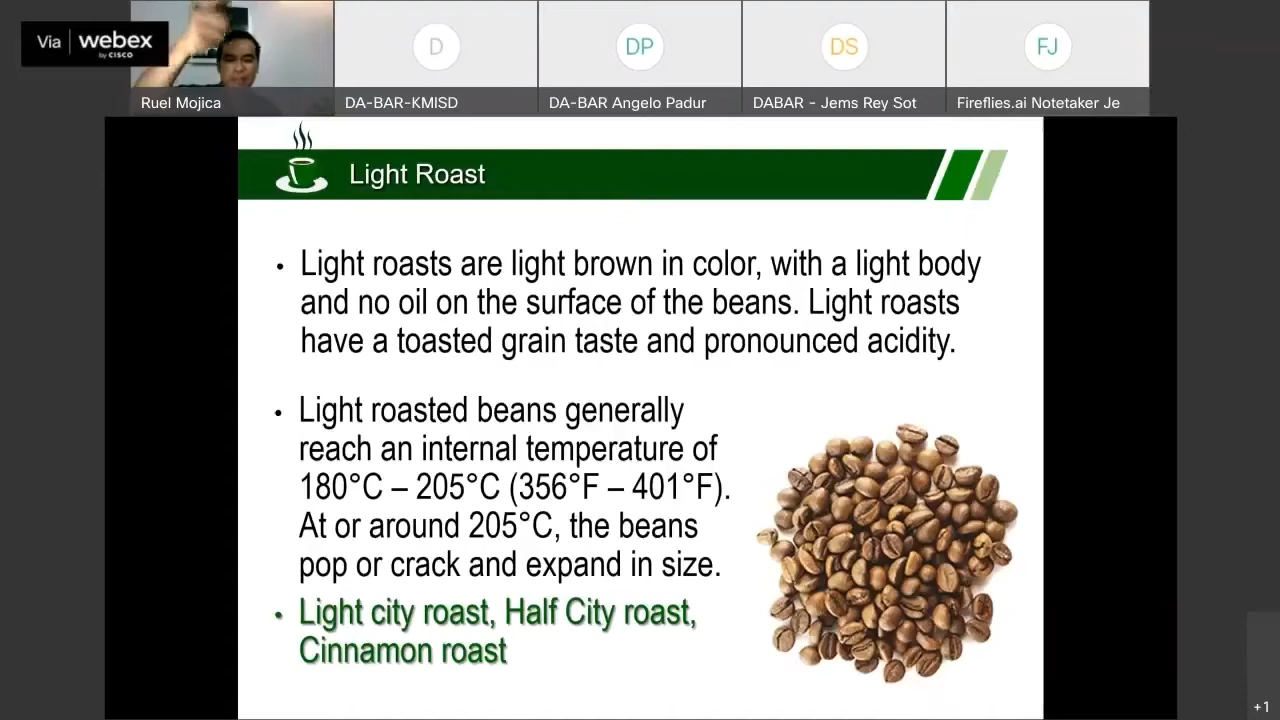 Via webex
by CISCO
D
DP
DS
FJ
Ruel Mojica
DA-BAR-KMISD
DA-BAR Angelo Padur
DABAR - Jems Rey Sot
Fireflies.ai Notetaker Je
Light Roast
• Light roasts are light brown in color, with a light body
and no oil on the surface of the beans. Light roasts
have a toasted grain taste and pronounced acidity.
• Light roasted beans generally
reach an internal temperature of
180°C – 205°C (356°F – 401°F).
At or around 205°C, the beans
pop or crack and expand in size.
• Light city roast, Half City roast,
Cinnamon roast
+1